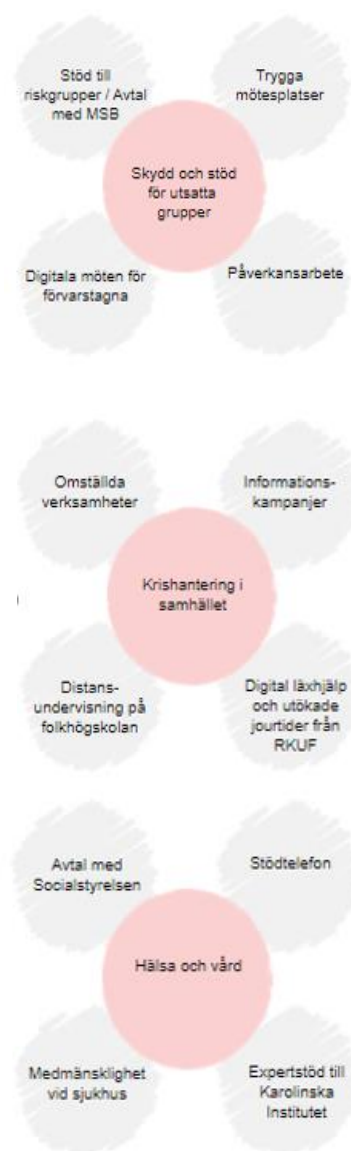 Stöd till
riskgrupper / Avtal
med MSB
Trygga
mötesplatser
Skydd och stöd
för utsatta
grupper
Digitala möten för
förvarstagna
Påverkansarbete
Omställda
verksamheter
Informations-
kampanjer
Krishantering i
samhället
Distans-
undervisning på
folkhögskolan
Digital läxhjälp
och utökade
jourtider från
RKUF
Avtal med
Socialstyrelsen
Stödtelefon
Hälsa och vård
Medmänsklighet
vid sjukhus
Expertstöd till
Karolinska
Institutet